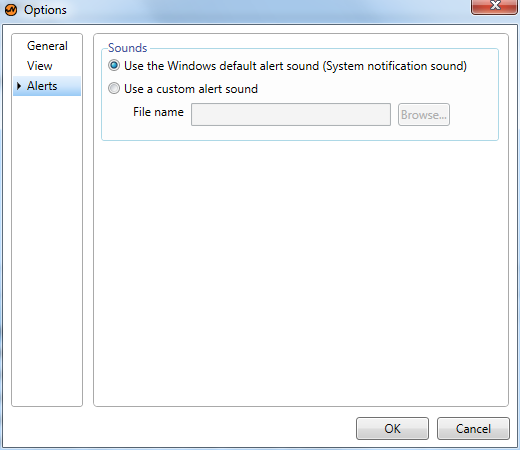 Options
General
View
Alerts
Sounds
Use the Windows default alert sound (System notification sound)
Use a custom alert sound
File name
Browse...
OK
Cancel